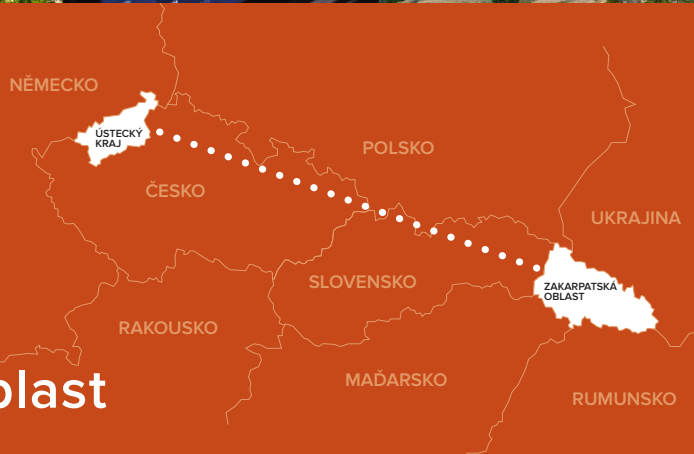 NĚMECKO
ÚSTECKÝ
KRAJ
POLSKO
ČESKO
UKRAJINA
SLOVENSKO
ZAKARPATSKÁ
OBLAST
RAKOUSKO
MAĎARSKO
blast
RUMUNSKO